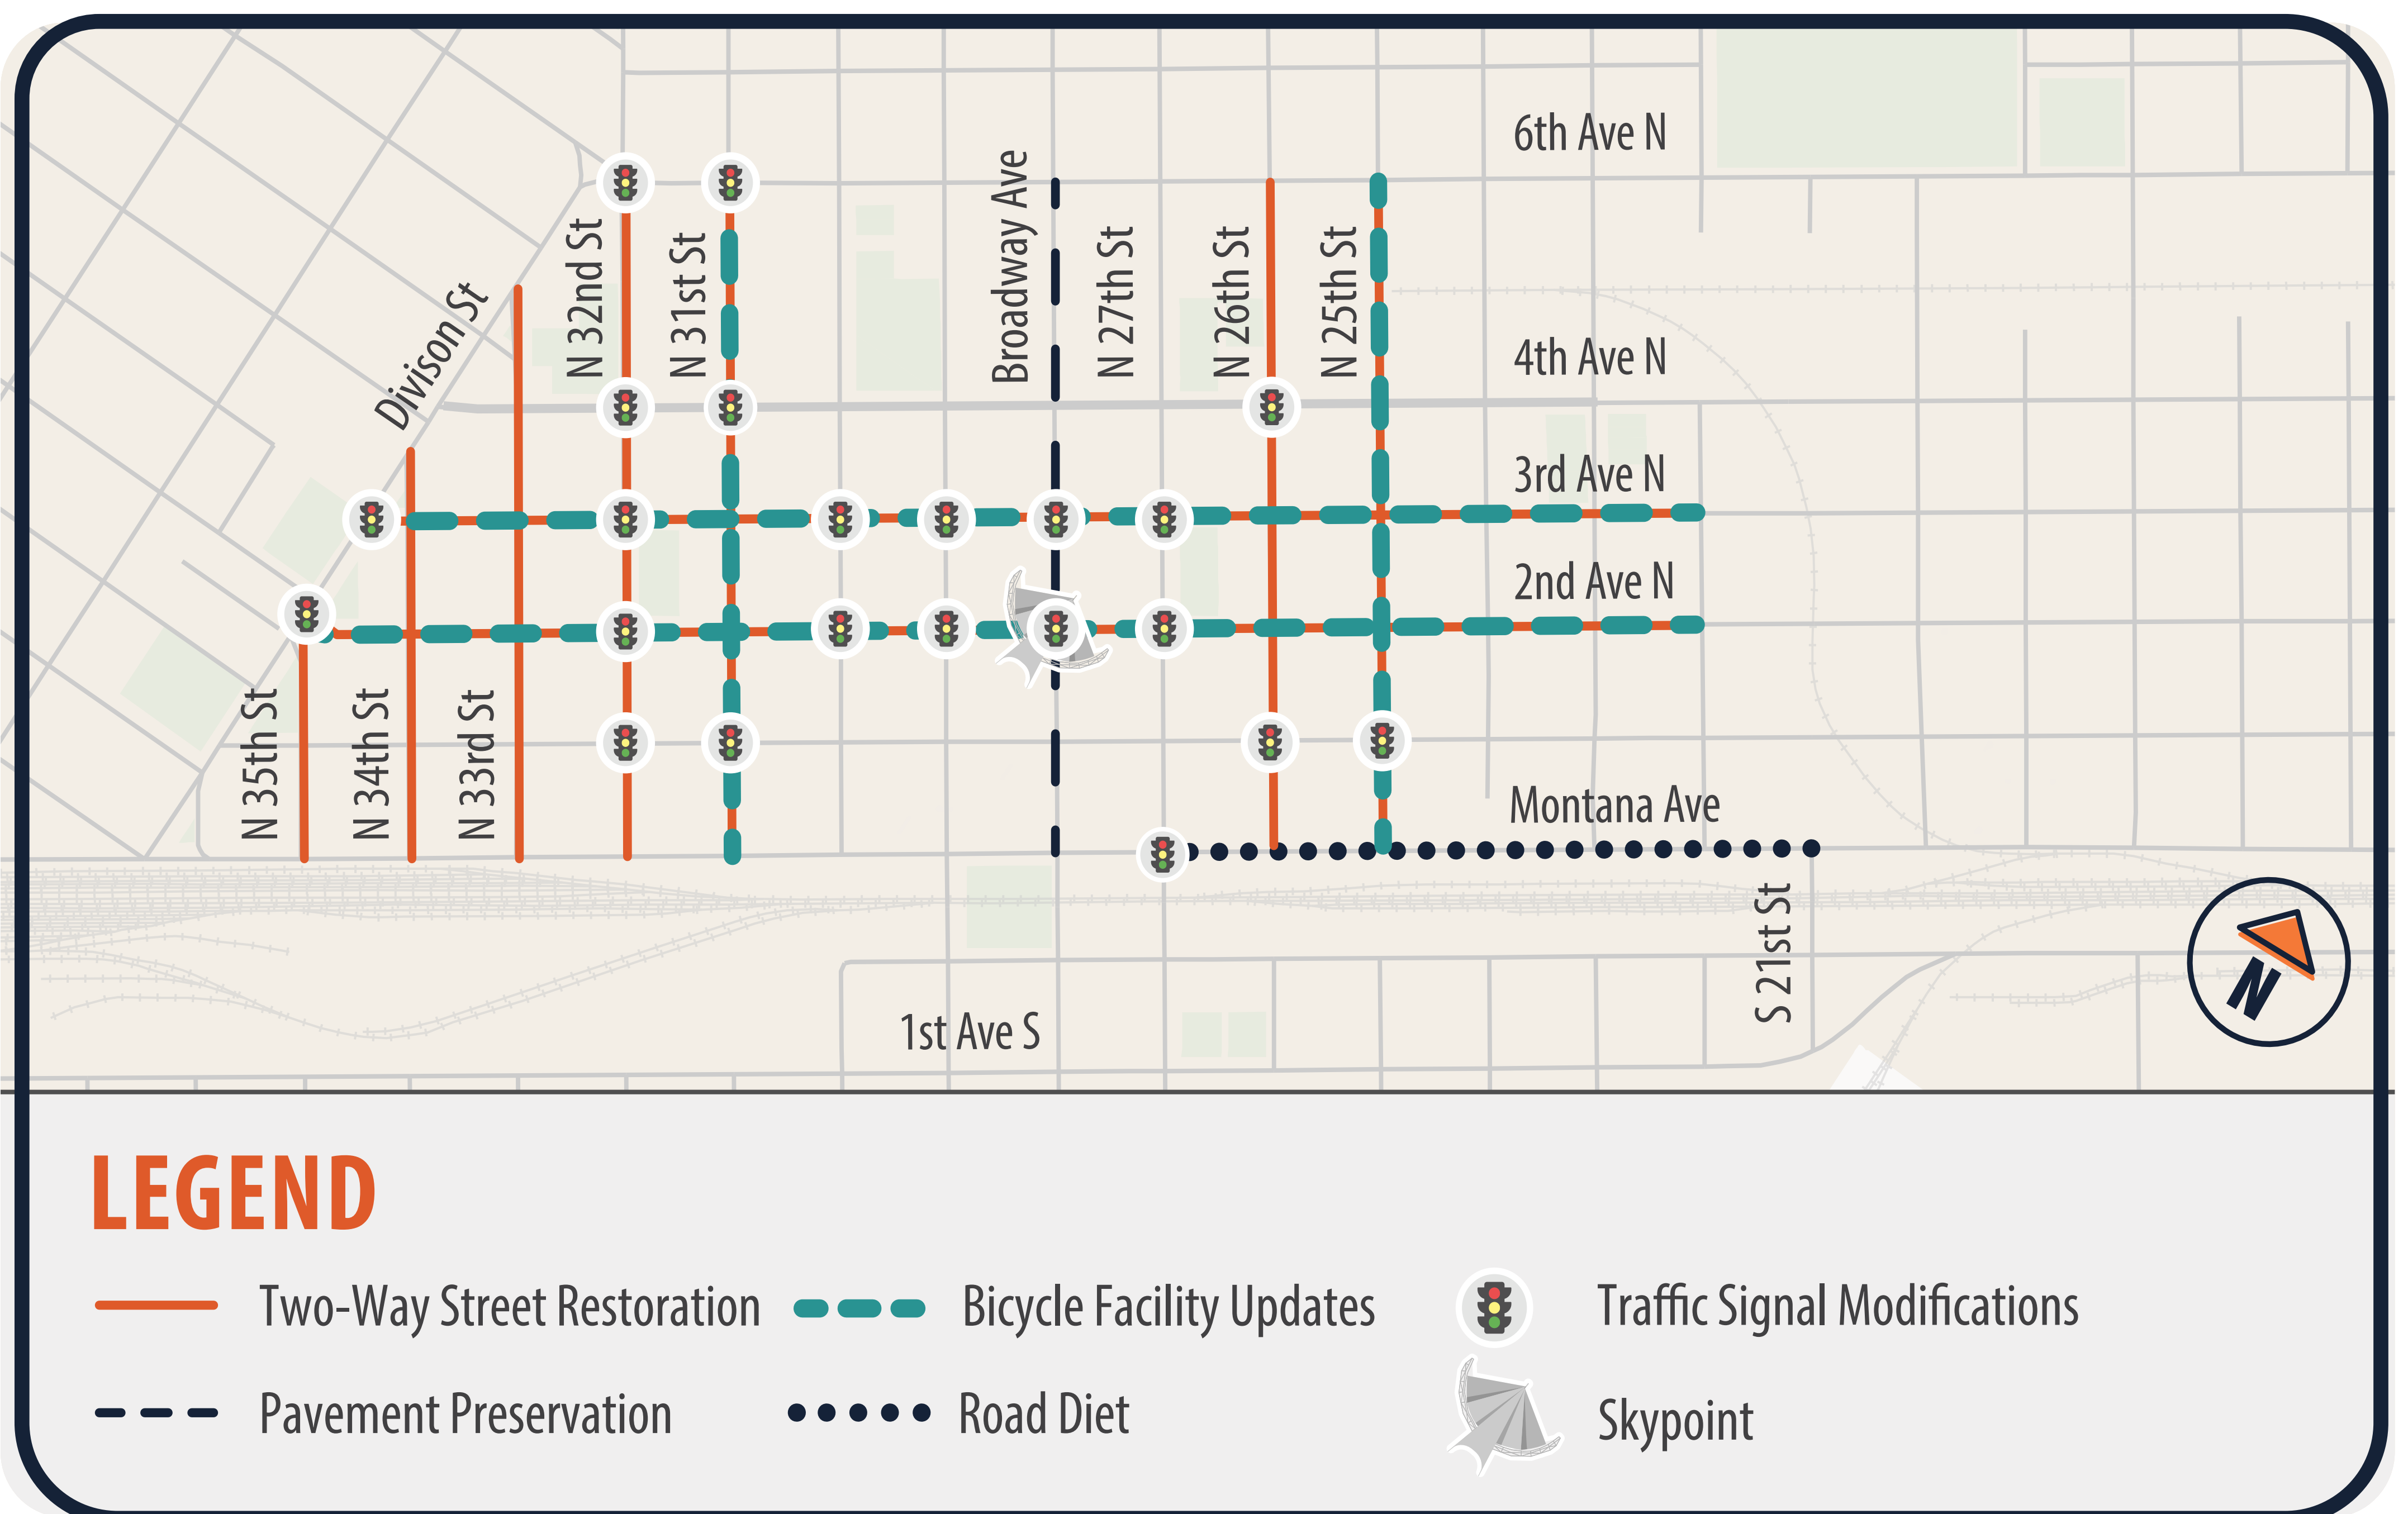 6th Ave N
Broadway Ave
N 32nd St
N 31st St
N 27th St
N 26th St
N 25th St
Divison St
4th Ave N
3rd Ave N
2nd Ave N
N 35th St
N 34th St
N 33rd St
Montana Ave
S 21st St
N
1st Ave S
LEGEND
Two-Way Street Restoration
Bicycle Facility Updates
Traffic Signal Modifications
Pavement Preservation
Road Diet
Skypoint